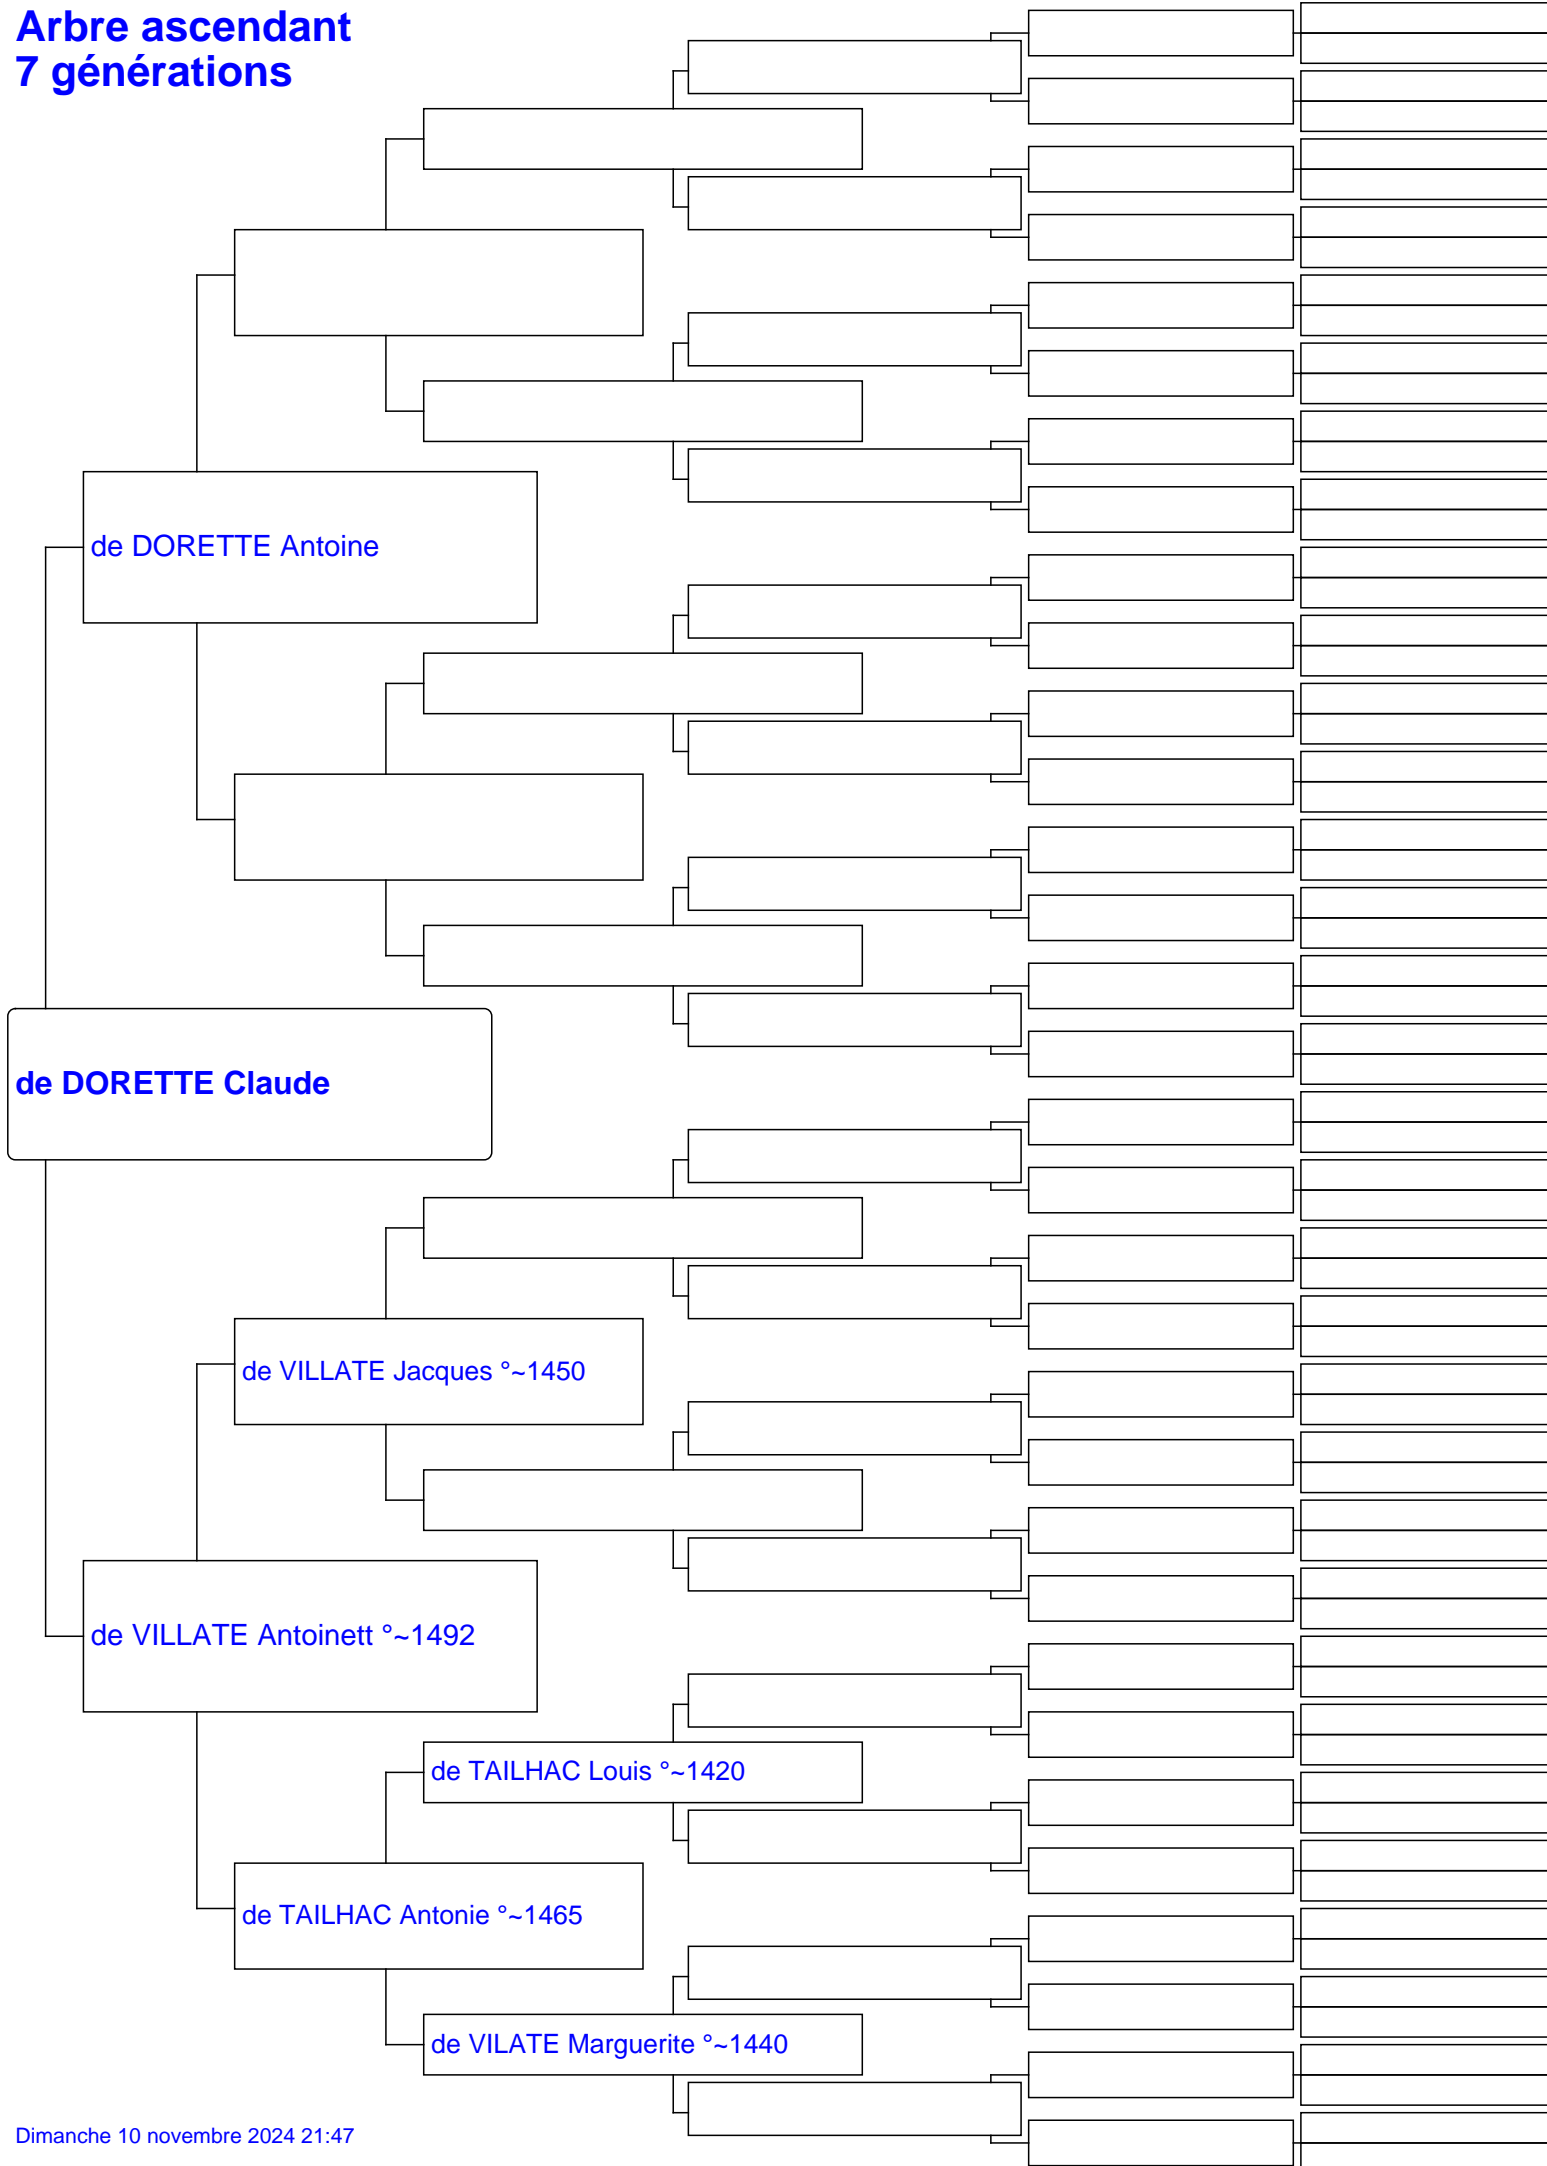 Arbre ascendant
7 générations
de DORETTE Antoine
de DORETTE Claude
de VILLATE Jacques °~1450
de VILLATE Antoinett °~1492
de TAILHAC Louis °~1420
de TAILHAC Antonie °~1465
de VILATE Marguerite °~1440
Dimanche 10 novembre 2024 21:47